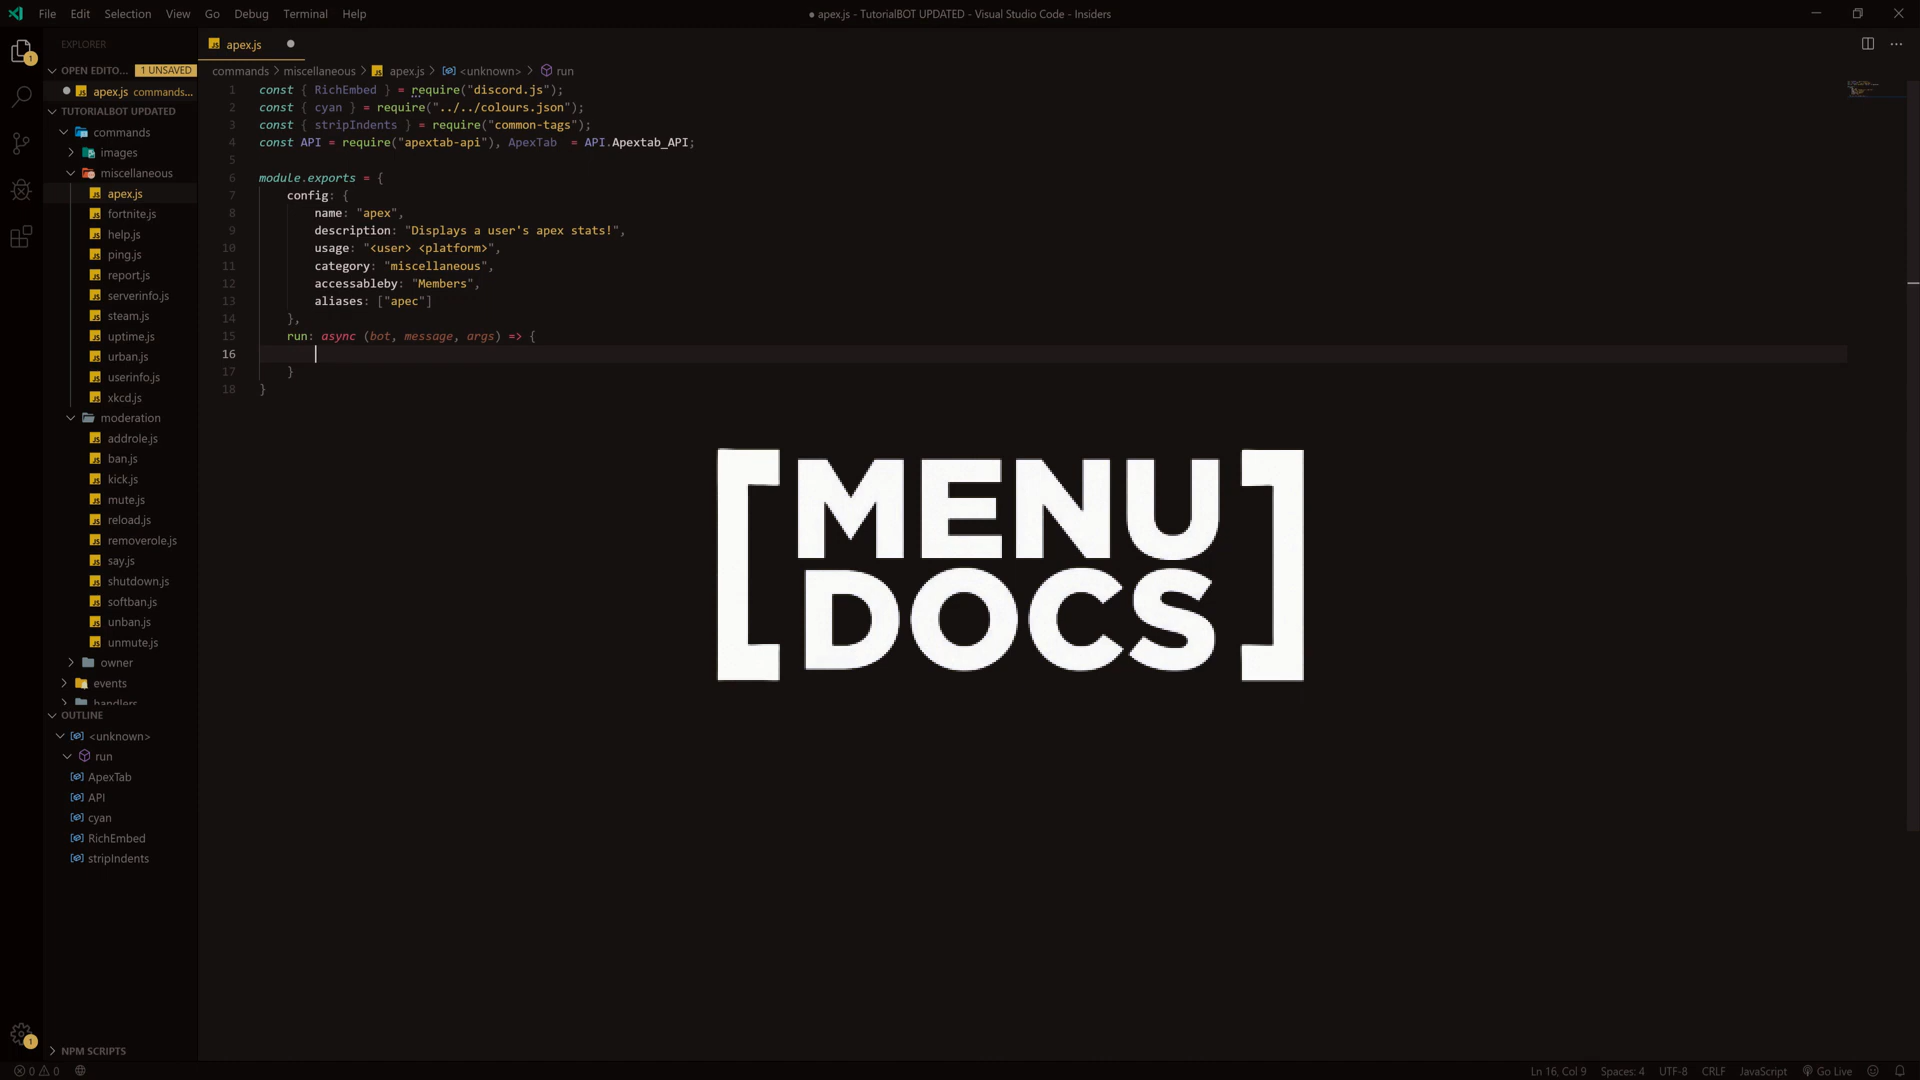 File Edit Selection View Go Debug Terminal Help
● apex.js - TutorialBOT UPDATED - Visual Studio Code - Insiders
EXPLORER
OPEN EDITO... 1 UNSAVED
apex.js commands...
TUTORIALBOT UPDATED
commands
images
miscellaneous
apex.js
fortnite.js
help.js
ping.js
report.js
serverinfo.js
steam.js
uptime.js
urban.js
userinfo.js
xkcd.js
moderation
addrole.js
ban.js
kick.js
mute.js
reload.js
removerole.js
say.js
shutdown.js
softban.js
unban.js
unmute.js
owner
events
handlers
OUTLINE
<unknown>
run
ApexTab
API
cyan
RichEmbed
stripIndents
NPM SCRIPTS
1
1
apex.js
commands > miscellaneous > apex.js > <unknown> > run
1 const { RichEmbed } = require("discord.js");
2 const { cyan } = require("../../colours.json");
3 const { stripIndents } = require("common-tags");
4 const API = require("apextab-api"), ApexTab = API.Apextab_API;
5
6 module.exports = {
7 config: {
8 name: "apex",
9 description: "Displays a user's apex stats!",
10 usage: "<user> <platform>",
11 category: "miscellaneous",
12 accessableby: "Members",
13 aliases: ["apec"]
14 },
15 run: async (bot, message, args) => {
16
17 }
18 }
[MENU
DOCS]
0 0
Ln 16, Col 9 Spaces: 4 UTF-8 CRLF JavaScript Go Live